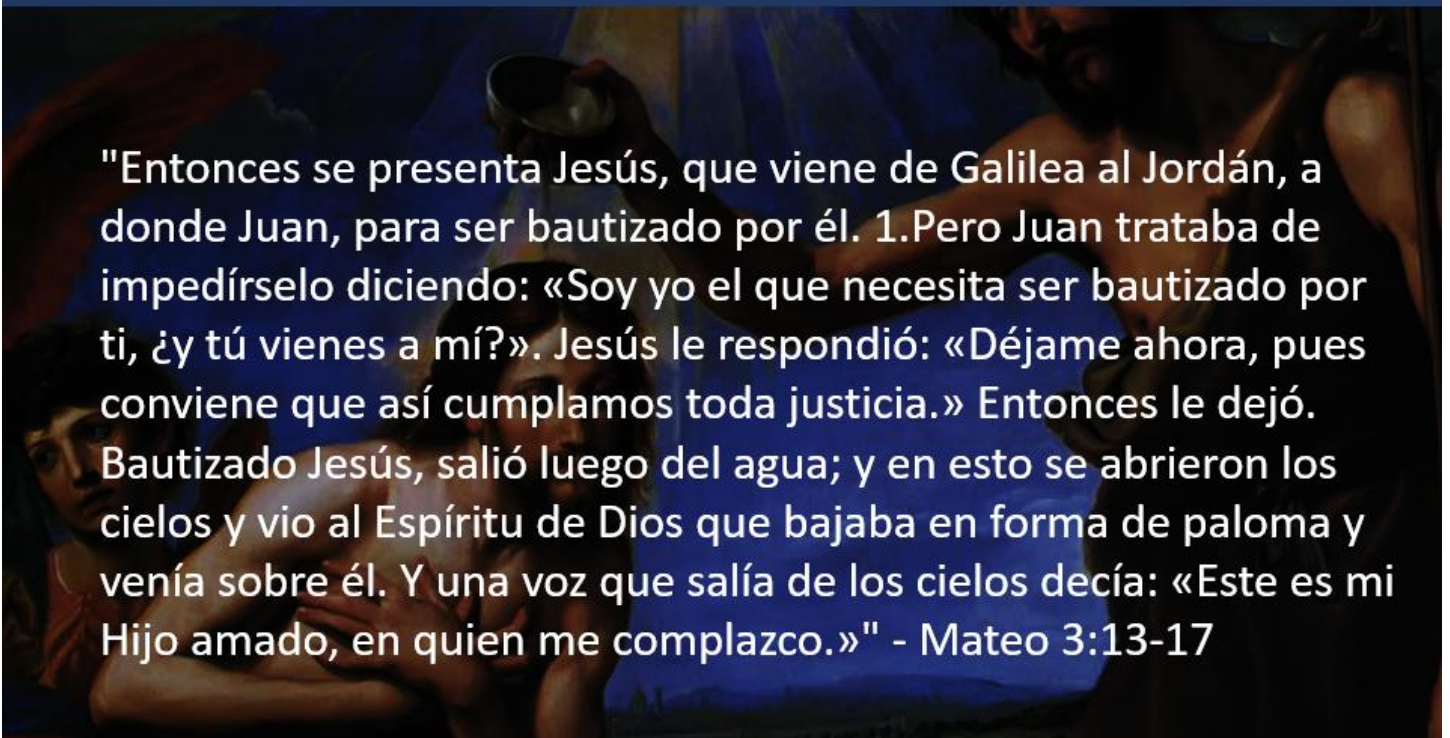 "Entonces se presenta Jesús, que viene de Galilea al Jordán, a
donde Juan, para ser bautizado por él. 1.Pero Juan trataba de
impedírselo diciendo: «Soy yo el que necesita ser bautizado por
ti, ¿y tú vienes a mí?». Jesús le respondió: «Déjame ahora, pues
conviene que así cumplamos toda justicia.» Entonces le dejó.
Bautizado Jesús, salió luego del agua; y en esto se abrieron los
cielos y vio al Espíritu de Dios que bajaba en forma de paloma y
venía sobre él. Y una voz que salía de los cielos decía: «Este es mi
Hijo amado, en quien me complazco.»" - Mateo 3:13-17